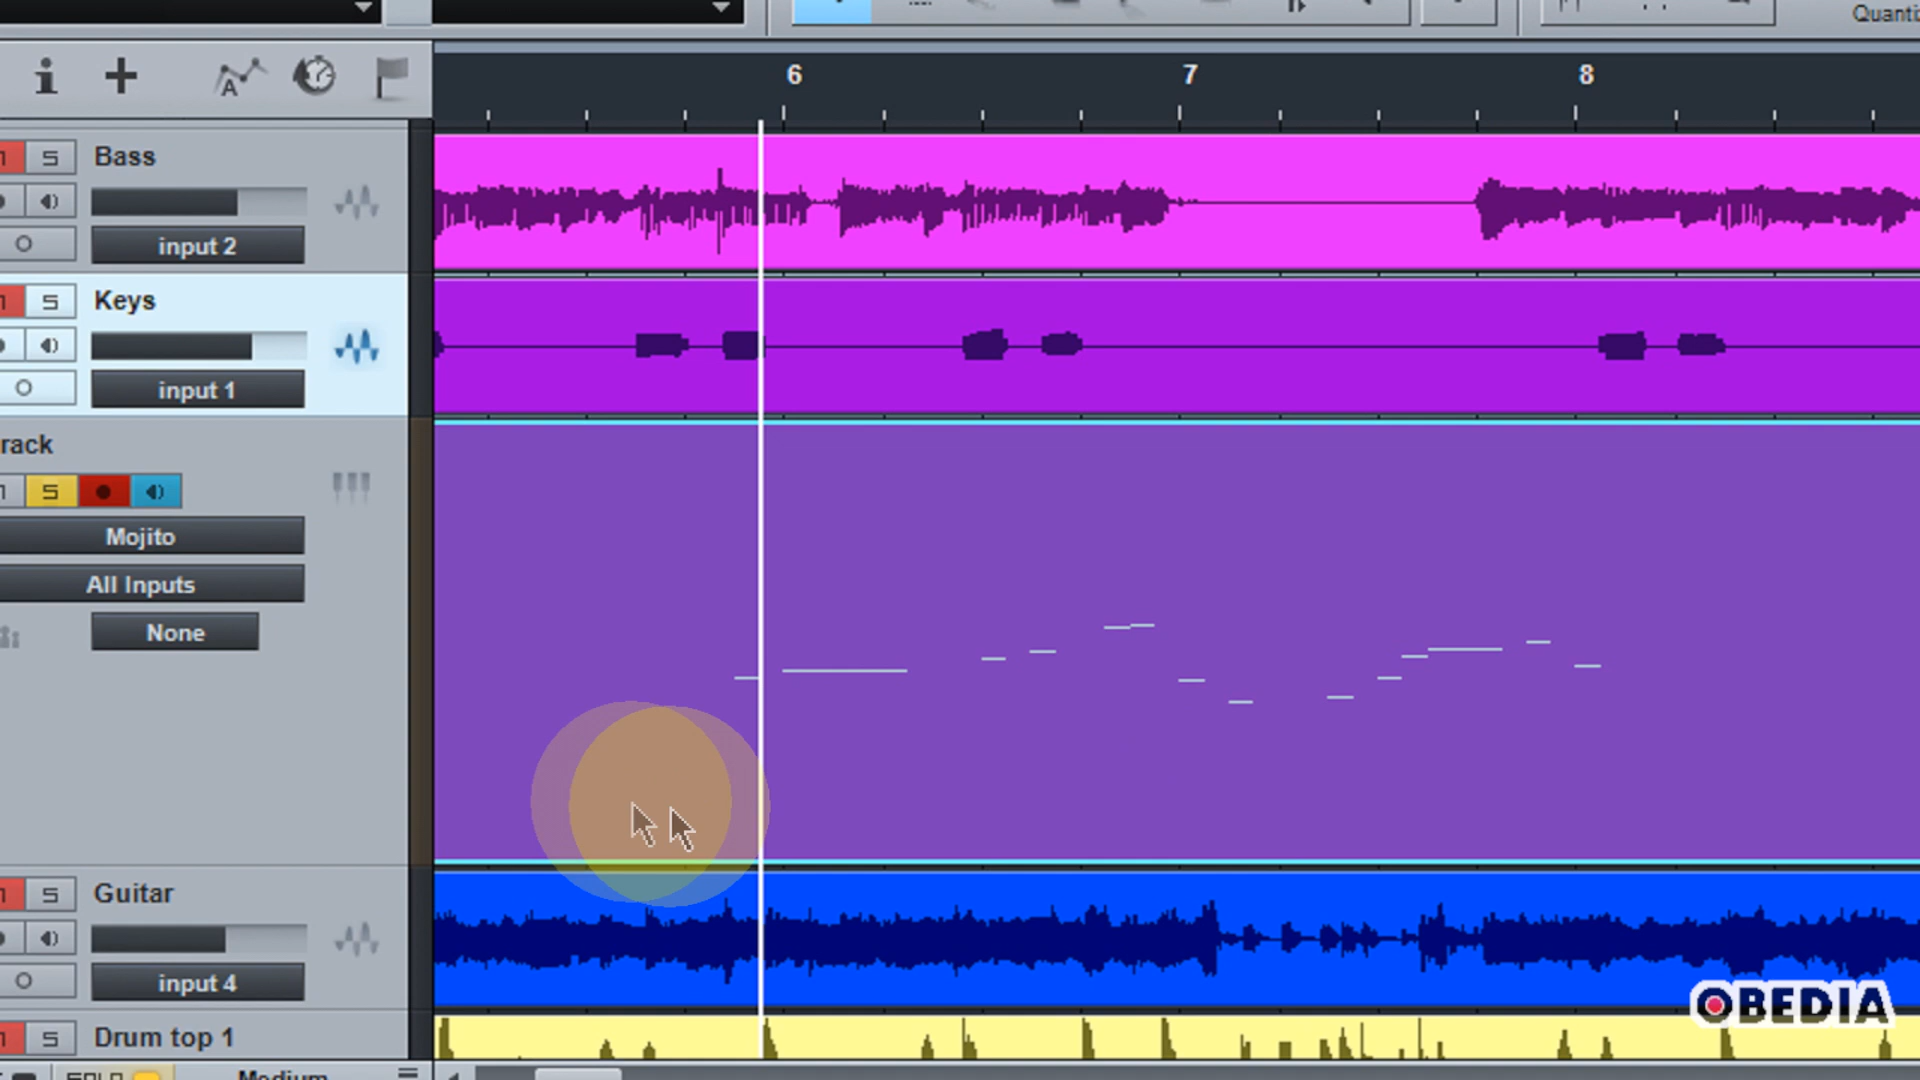 Quanti
6 7 8
A
S Bass
input 2
S Keys
input 1
rack
S
Mojito
All Inputs
None
S Guitar
input 4
S Drum top 1
SOLO Medium
OBEDIA